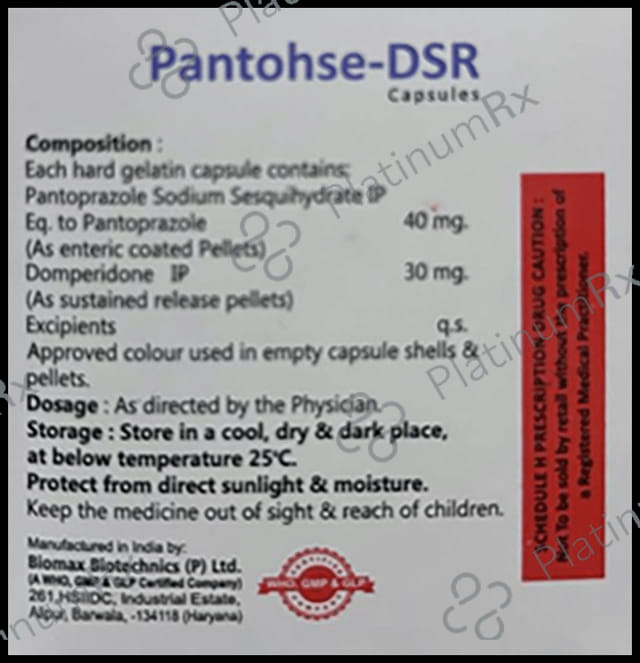 Pantohse-DSR
Capsules
Composition :
Each hard gelatin capsule contains:
Pantoprazole Sodium Sesquihydrate IP
Eq. to Pantoprazole 40 mg.
(As enteric coated Pellets)
Domperidone IP 30 mg.
(As sustained release pellets)
Excipients q.s.
Approved colour used in empty capsule shells &
pellets.
Dosage : As directed by the Physician.
Storage : Store in a cool, dry & dark place,
at below temperature 25°C.
Protect from direct sunlight & moisture.
Keep the medicine out of sight & reach of children.
Manufactured in India by:
Biomax Biotechnics (P) Ltd.
(A WHO, GMP & GLP Certified Company)
261,HSIIDC, Industrial Estate,
Alipur, Barwala, -134118 (Haryana)
WHO, GMP & GLP
SCHEDULE H PRESCRIPTION DRUG CAUTION :
Not To be sold by retail without a prescription of
a Registered Medical Practitioner.
PlatinumRx
PlatinumRx
PlatinumRx
PlatinumRx